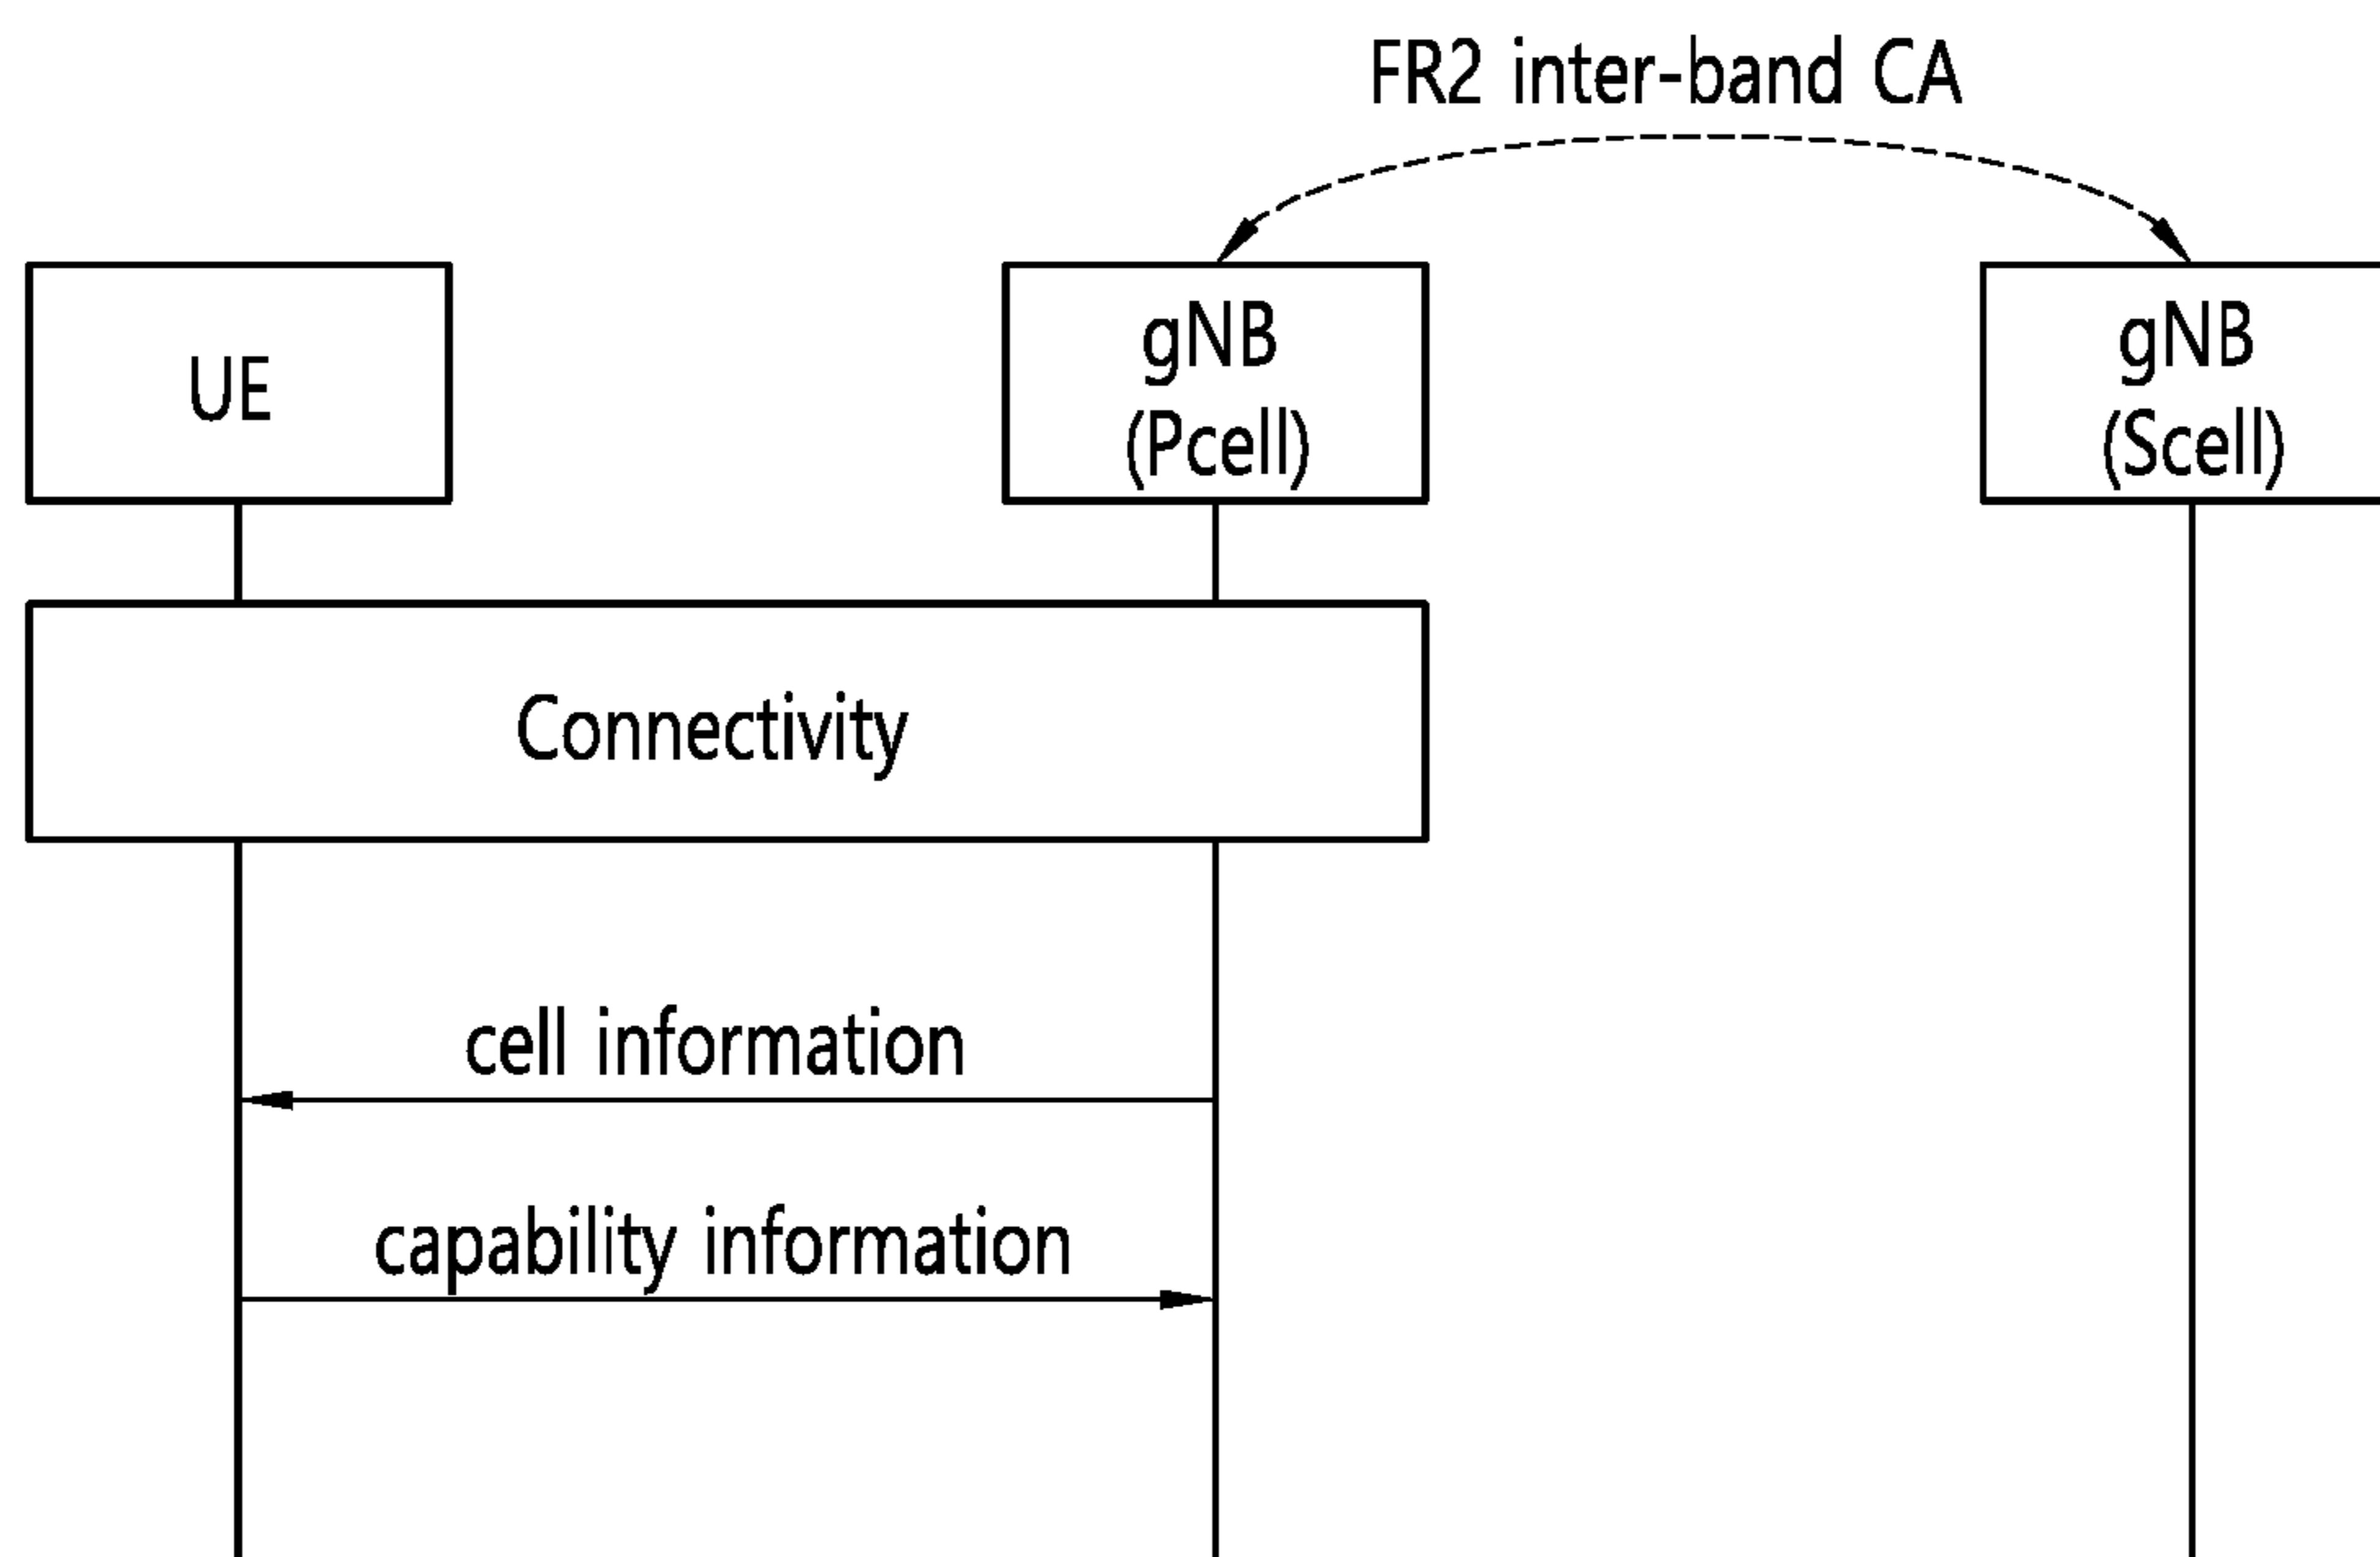 FR2 inter-band CA
UE
gNB
(Pcell)
gNB
(Scell)
Connectivity
cell information
capability information